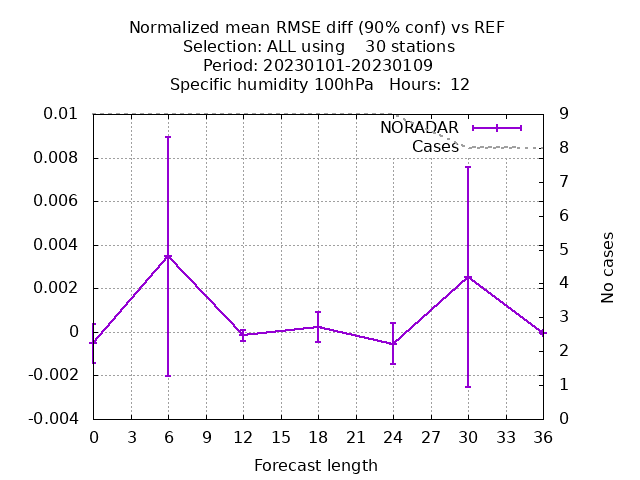 Normalized mean RMSE diff (90% conf) vs REF
Selection: ALL using    30 stations
Period: 20230101-20230109
Specific humidity 100hPa   Hours:  12
NORADAR
Cases
0.01
0.008
0.006
0.004
0.002
0
-0.002
-0.004
9
8
7
6
5
4
3
2
1
0
No cases
0 3 6 9 12 15 18 21 24 27 30 33 36
Forecast length